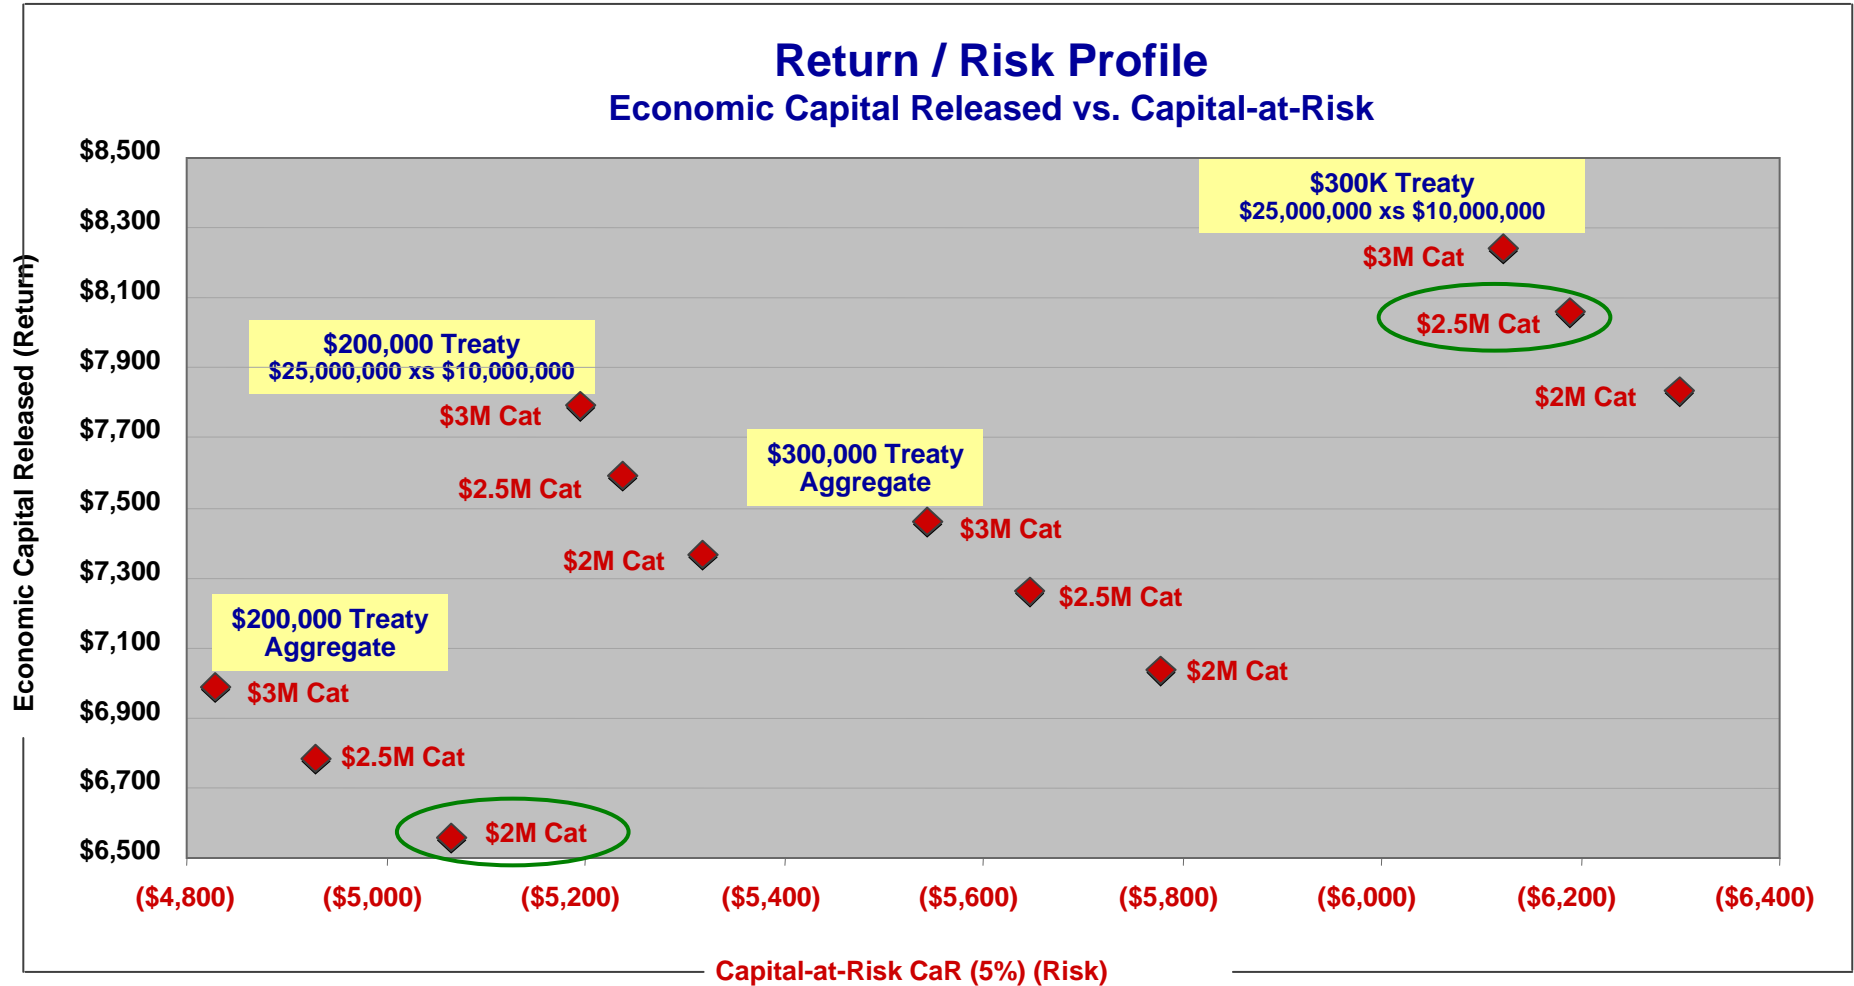 Return / Risk Profile
Economic Capital Released vs. Capital-at-Risk
Economic Capital Released (Return)
$8,500
$8,300
$8,100
$7,900
$7,700
$7,500
$7,300
$7,100
$6,900
$6,700
$6,500
$300K Treaty
$25,000,000 xs $10,000,000
$3M Cat
$2.5M Cat
$2M Cat
$200,000 Treaty
$25,000,000 xs $10,000,000
$3M Cat
$2.5M Cat
$2M Cat
$300,000 Treaty
Aggregate
$3M Cat
$2.5M Cat
$2M Cat
$200,000 Treaty
Aggregate
$3M Cat
$2.5M Cat
$2M Cat
($4,800)
($5,000)
($5,200)
($5,400)
($5,600)
($5,800)
($6,000)
($6,200)
($6,400)
Capital-at-Risk CaR (5%) (Risk)